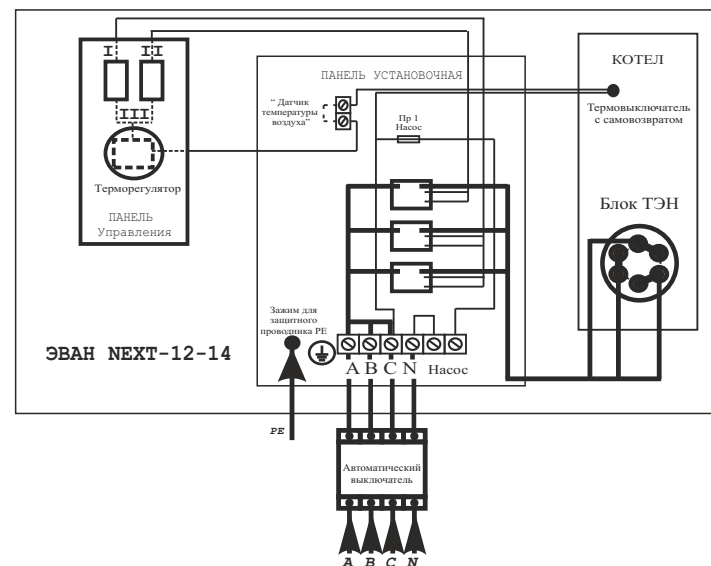 I II
III
Терморегулятор
ПАНЕЛЬ
Управления
ПАНЕЛЬ УСТАНОВОЧНАЯ
“ Датчик
температуры
воздуха”
Пр 1
Насос
КОТЕЛ
Термовыключатель
с самовозвратом
Блок ТЭН
Зажим для
защитного
проводника РЕ
ЭВАН NEXT-12-14
A B C N Насос
PE
Автоматический
выключатель
A B C N